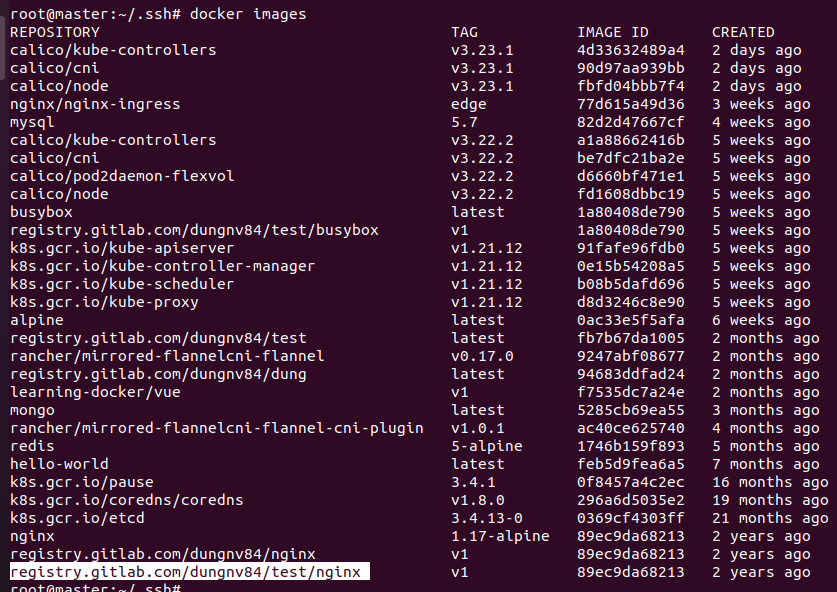 root@master:~/.ssh# docker images
REPOSITORY TAG IMAGE ID CREATED
calico/kube-controllers v3.23.1 4d33632489a4 2 days ago
calico/cni v3.23.1 90d97aa939bb 2 days ago
calico/node v3.23.1 fbfd04bbb7f4 2 days ago
nginx/nginx-ingress edge 77d615a49d36 3 weeks ago
mysql 5.7 82d2d47667cf 4 weeks ago
calico/kube-controllers v3.22.2 a1a88662416b 5 weeks ago
calico/cni v3.22.2 be7dfc21ba2e 5 weeks ago
calico/pod2daemon-flexvol v3.22.2 d6660bf471e1 5 weeks ago
calico/node v3.22.2 fd1608dbbc19 5 weeks ago
busybox latest 1a80408de790 5 weeks ago
registry.gitlab.com/dungnv84/test/busybox v1 1a80408de790 5 weeks ago
k8s.gcr.io/kube-apiserver v1.21.12 91fafe96fdb0 5 weeks ago
k8s.gcr.io/kube-controller-manager v1.21.12 0e15b54208a5 5 weeks ago
k8s.gcr.io/kube-scheduler v1.21.12 b08b5dafd696 5 weeks ago
k8s.gcr.io/kube-proxy v1.21.12 d8d3246c8e90 5 weeks ago
alpine latest 0ac33e5f5afa 6 weeks ago
registry.gitlab.com/dungnv84/test latest fb7b67da1005 2 months ago
rancher/mirrored-flannelcni-flannel v0.17.0 9247abf08677 2 months ago
registry.gitlab.com/dungnv84/dung latest 94683ddfad24 2 months ago
learning-docker/vue v1 f7535dc7a24e 2 months ago
mongo latest 5285cb69ea55 3 months ago
rancher/mirrored-flannelcni-flannel-cni-plugin v1.0.1 ac40ce625740 4 months ago
redis 5-alpine 1746b159f893 5 months ago
hello-world latest feb5d9fea6a5 7 months ago
k8s.gcr.io/pause 3.4.1 0f8457a4c2ec 16 months ago
k8s.gcr.io/coredns/coredns v1.8.0 296a6d5035e2 19 months ago
k8s.gcr.io/etcd 3.4.13-0 0369cf4303ff 21 months ago
nginx 1.17-alpine 89ec9da68213 2 years ago
registry.gitlab.com/dungnv84/nginx v1 89ec9da68213 2 years ago
registry.gitlab.com/dungnv84/test/nginx v1 89ec9da68213 2 years ago
root@master:~/.ssh#